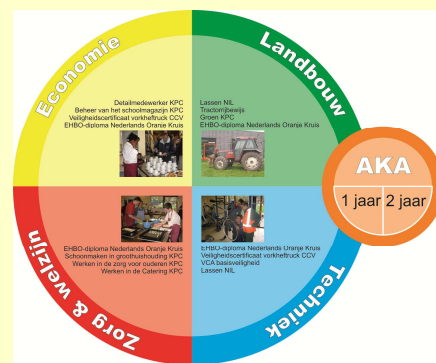 Economie
Detailmedewerker KPC
Beheer van het schoolmagazijn KPC
Veiligheidscertificaat vorkheftruck CCV
EHBO-diploma Nederlands Oranje Kruis
Landbouw
Lassen NIL
Tractorrijbewijs
Groen KPC
EHBO-diploma Nederlands Oranje Kruis
AKA
1 jaar
2 jaar
Zorg & welzijn
EHBO-diploma Nederlands Oranje Kruis
Schoonmaken in groothuishouding KPC
Werken in de zorg voor ouderen KPC
Werken in de Catering KPC
Techniek
EHBO-diploma Nederlands Oranje Kruis
Veiligheidscertificaat vorkheftruck CCV
VCA basisveiligheid
Lassen NIL